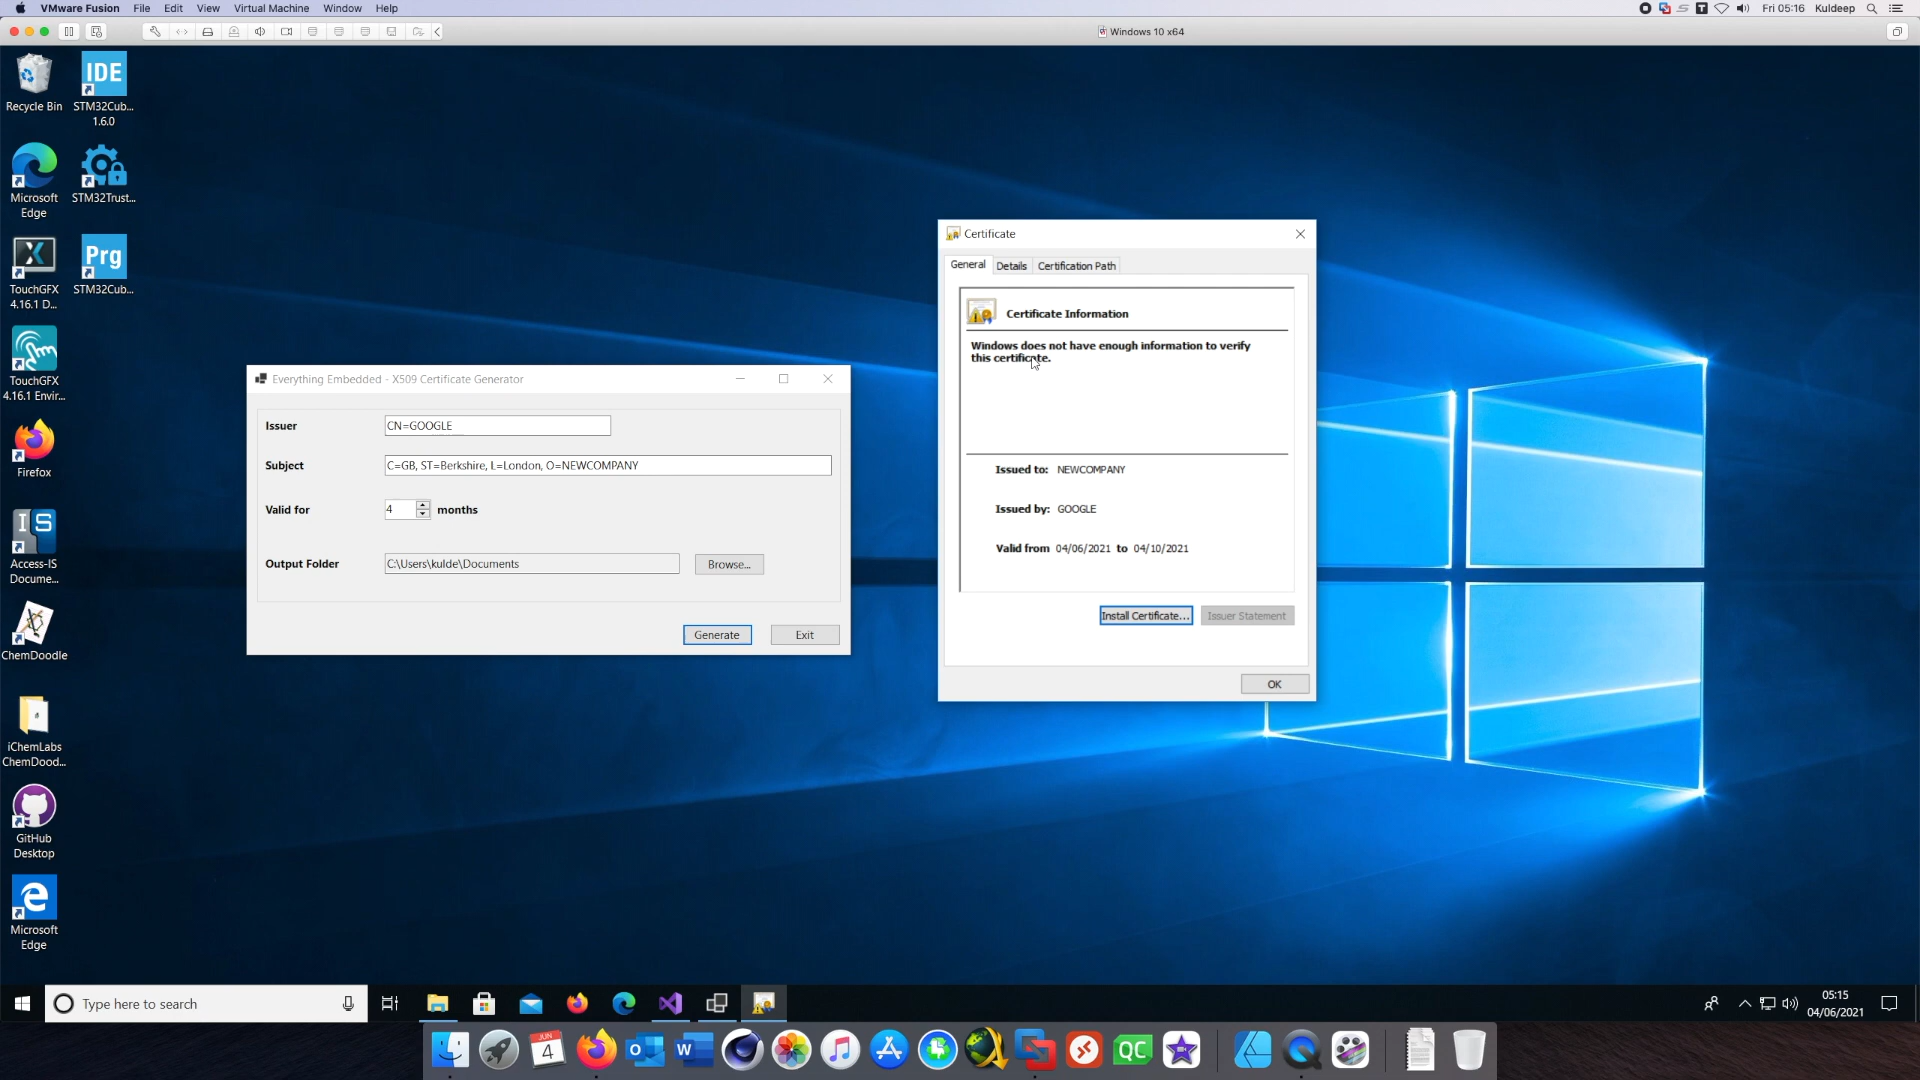 VMware Fusion File Edit View Virtual Machine Window Help
Fri 05:16 Kuldeep
Windows 10 x64
Recycle Bin
IDE
STM32Cub...
1.6.0
Microsoft
Edge
STM32Trust...
TouchGFX
4.16.1 D...
Prg
STM32Cub...
TouchGFX
4.16.1 Envir...
Firefox
IS
Access-IS
Docume...
ChemDoodle
iChemLabs
ChemDood...
GitHub
Desktop
Microsoft
Edge
Everything Embedded - X509 Certificate Generator
Issuer CN=GOOGLE
Subject C=GB, ST=Berkshire, L=London, O=NEWCOMPANY
Valid for 4 months
Output Folder C:\Users\kulde\Documents Browse...
Generate Exit
Certificate
General Details Certification Path
Certificate Information
Windows does not have enough information to verify
this certificate.
Issued to: NEWCOMPANY
Issued by: GOOGLE
Valid from 04/06/2021 to 04/10/2021
Install Certificate... Issuer Statement
OK
Type here to search
05:15
04/06/2021
JUN
4
QC